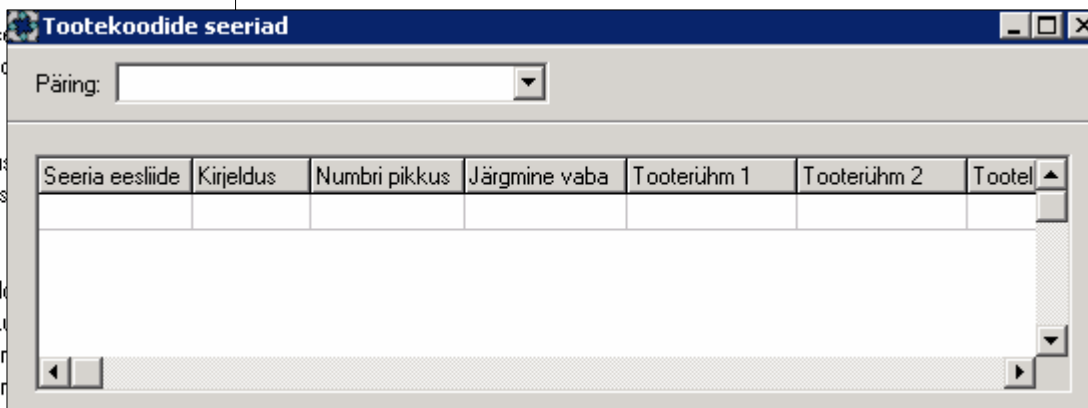 Tootekoodide seeriad
Päring:
Seeria eesliide Kirjeldus Numbri pikkus Järgmine vaba Tooterühm 1 Tooterühm 2